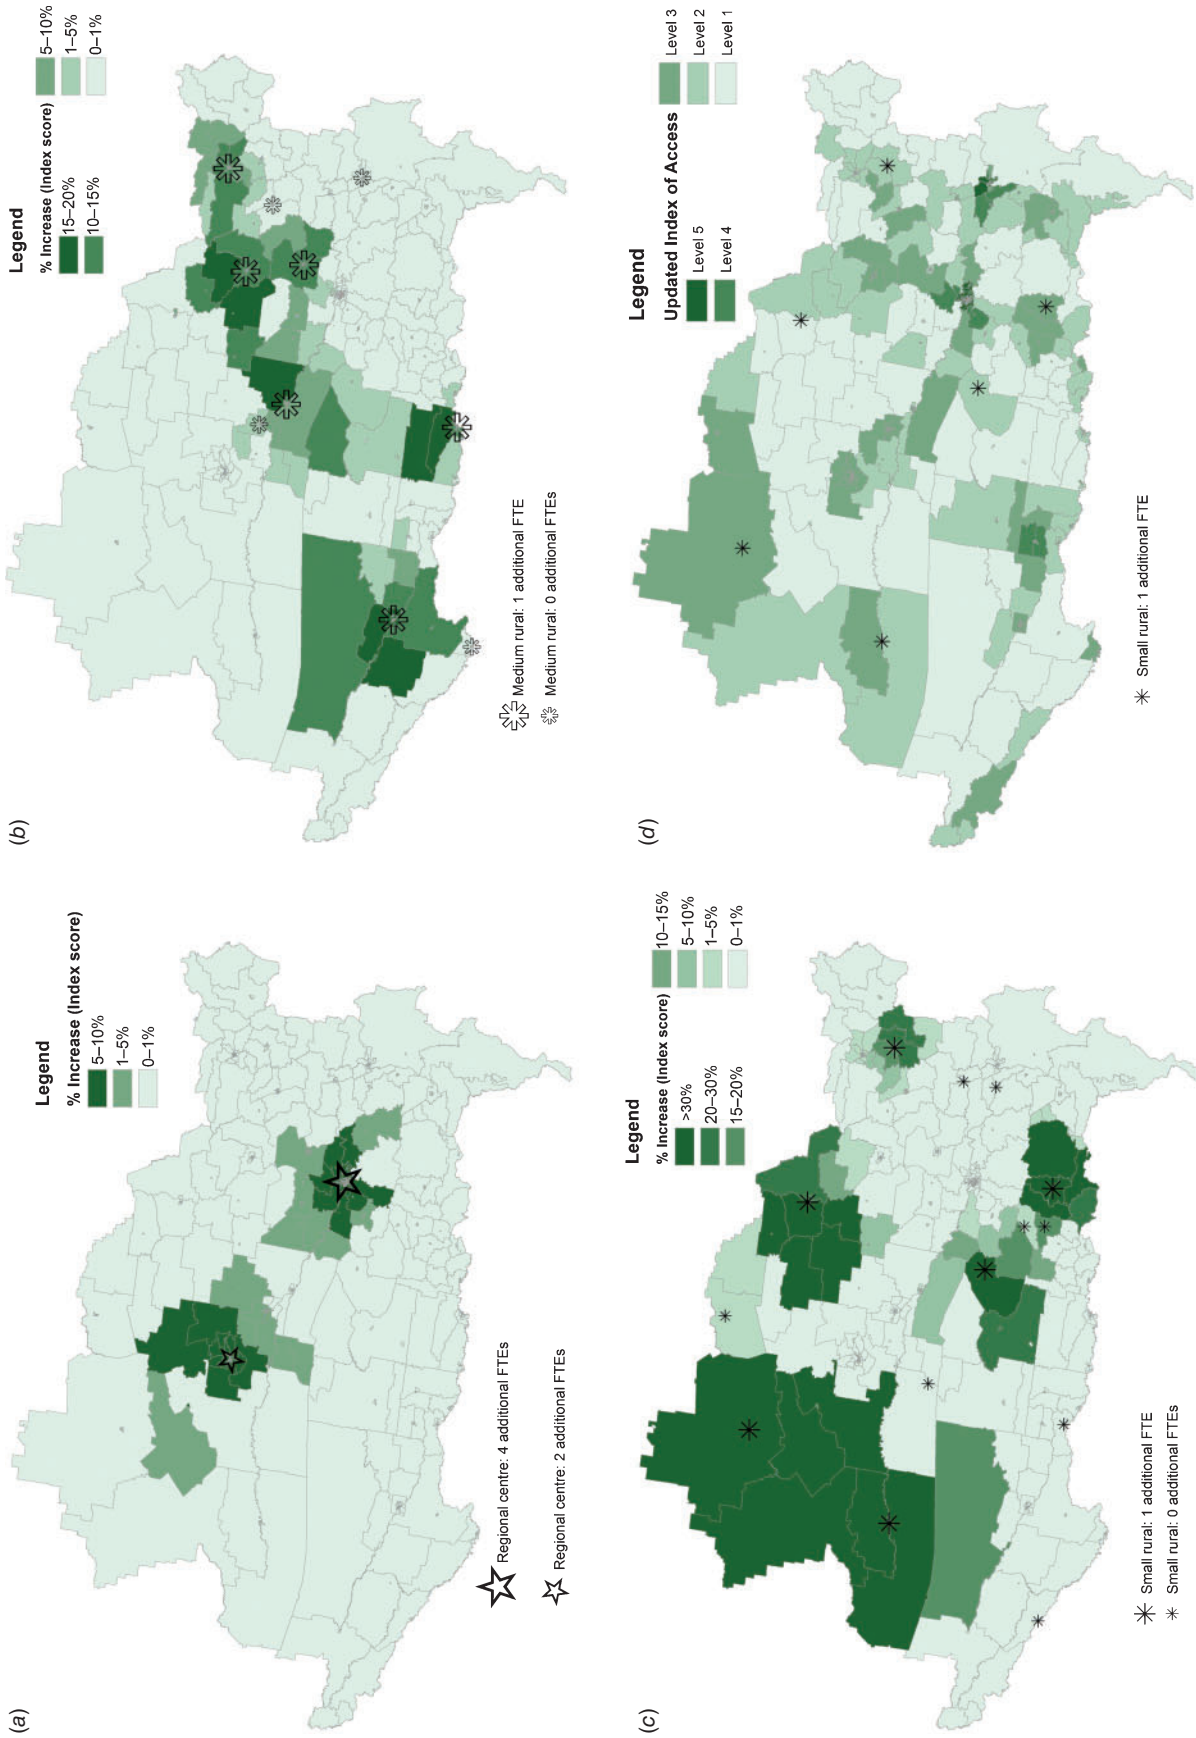 (a)
Legend
% Increase (Index score)
5–10%
1–5%
0–1%
Regional centre: 4 additional FTEs
Regional centre: 2 additional FTEs
(b)
Legend
% Increase (Index score)
15–20%
10–15%
5–10%
1–5%
0–1%
Medium rural: 1 additional FTE
Medium rural: 0 additional FTEs
(c)
Legend
% Increase (Index score)
>30%
20–30%
15–20%
10–15%
5–10%
1–5%
0–1%
Small rural: 1 additional FTE
Small rural: 0 additional FTEs
(d)
Legend
Updated Index of Access
Level 5
Level 4
Level 3
Level 2
Level 1
Small rural: 1 additional FTE